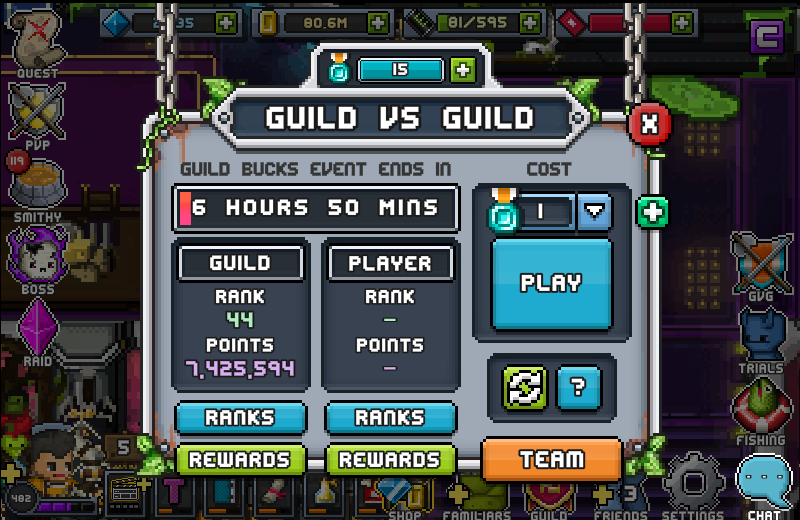 80.6M
81/595
QUEST
15
GUILD VS GUILD
X
PVP
GUILD BUCKS EVENT ENDS IN
COST
119
SMITHY
6 HOURS 50 MINS
1
BOSS
GUILD
PLAYER
PLAY
RANK
RANK
GVG
44
-
POINTS
POINTS
RAID
7,425,594
-
TRIALS
?
RANKS
RANKS
FISHING
5
REWARDS
REWARDS
TEAM
482
3
SHOP
FAMILIARS
GUILD
FRIENDS
SETTINGS
CHAT